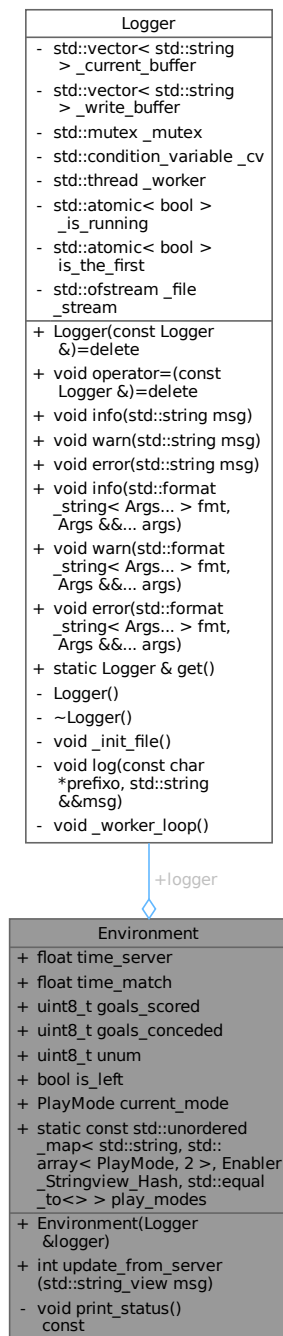 Logger
- std::vector< std::string
> _current_buffer
- std::vector< std::string
> _write_buffer
- std::mutex _mutex
- std::condition_variable _cv
- std::thread _worker
- std::atomic< bool >
_is_running
- std::atomic< bool >
is_the_first
- std::ofstream _file
_stream
+ Logger(const Logger
&)=delete
+ void operator=(const
Logger &)=delete
+ void info(std::string msg)
+ void warn(std::string msg)
+ void error(std::string msg)
+ void info(std::format
_string< Args... > fmt,
Args &&... args)
+ void warn(std::format
_string< Args... > fmt,
Args &&... args)
+ void error(std::format
_string< Args... > fmt,
Args &&... args)
+ static Logger & get()
- Logger()
- ~Logger()
- void _init_file()
- void log(const char
*prefixo, std::string
&&msg)
- void _worker_loop()
+logger
Environment
+ float time_server
+ float time_match
+ uint8_t goals_scored
+ uint8_t goals_conceded
+ uint8_t unum
+ bool is_left
+ PlayMode current_mode
+ static const std::unordered
_map< std::string, std::
array< PlayMode, 2 >, Enabler
_Stringview_Hash, std::equal
_to<> > play_modes
+ Environment(Logger
&logger)
+ int update_from_server
(std::string_view msg)
- void print_status()
const